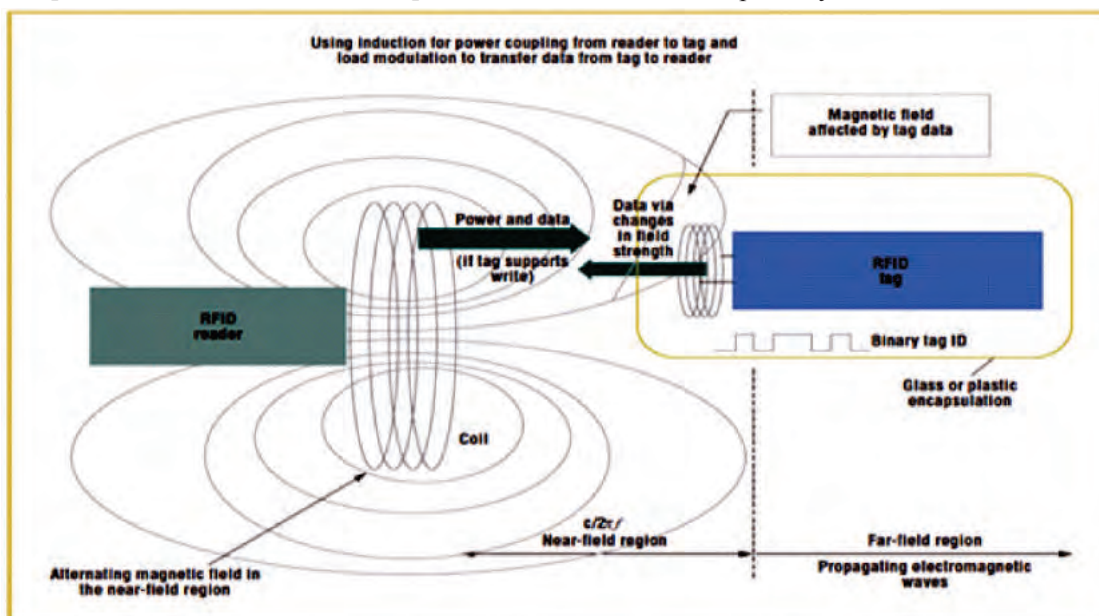 Using induction for power coupling from reader to tag and
load modulation to transfer data from tag to reader
Magnetic field
affected by tag data
Power and data
(if tag supports
write)
Data via
changes
in field
strength
RFID
reader
RFID
tag
Binary tag ID
Glass or plastic
encapsulation
Coil
c/2πf
Near-field region
Far-field region
Propagating electromagnetic
waves
Alternating magnetic field in
the near-field region